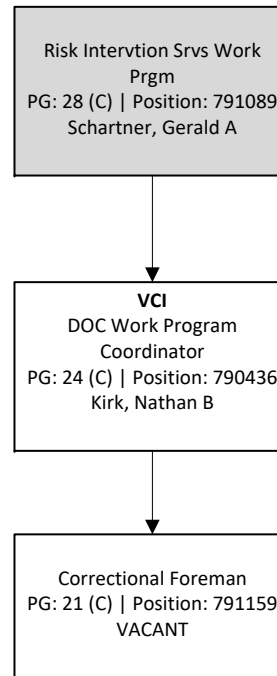 Risk Intervtion Srvs Work
Prgm
PG: 28 (C) | Position: 791089
Schartner, Gerald A
VCI
DOC Work Program
Coordinator
PG: 24 (C) | Position: 790436
Kirk, Nathan B
Correctional Foreman
PG: 21 (C) | Position: 791159
VACANT